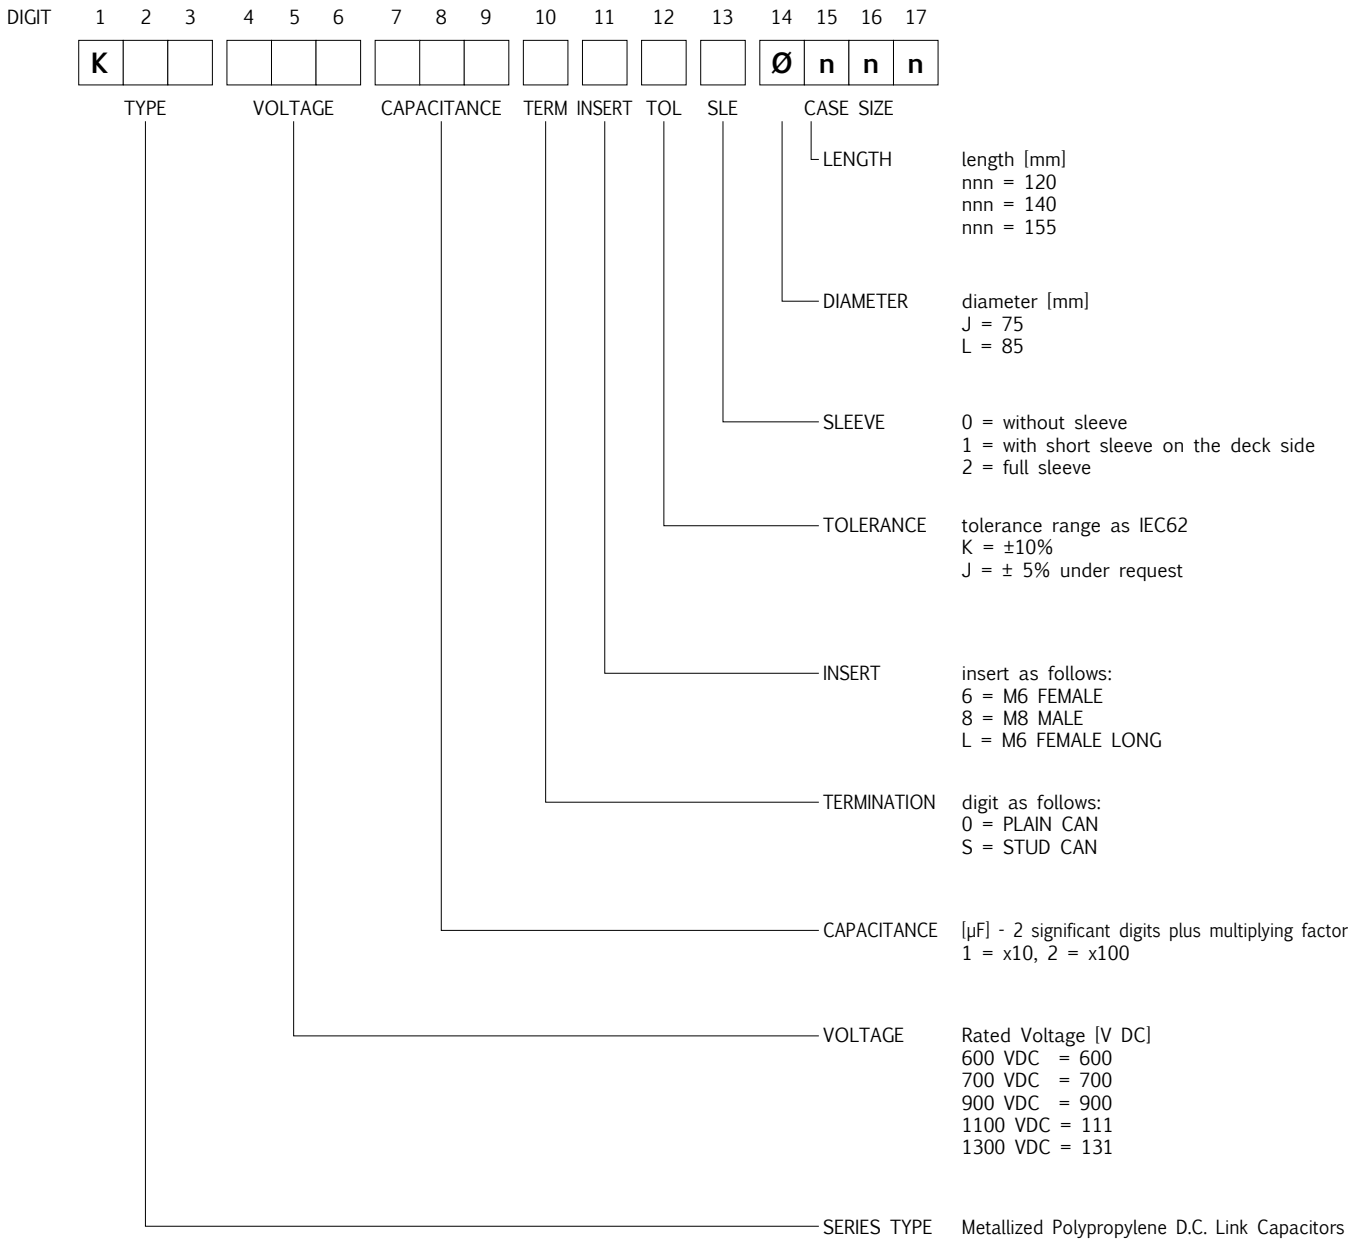 DIGIT 1 2 3 4 5 6 7 8 9 10 11 12 13 14 15 16 17
K Ø n n n
TYPE VOLTAGE CAPACITANCE TERM INSERT TOL SLE CASE SIZE
LENGTH length [mm]
nnn = 120
nnn = 140
nnn = 155
DIAMETER diameter [mm]
J = 75
L = 85
SLEEVE 0 = without sleeve
1 = with short sleeve on the deck side
2 = full sleeve
TOLERANCE tolerance range as IEC62
K = ±10%
J = ± 5% under request
INSERT insert as follows:
6 = M6 FEMALE
8 = M8 MALE
L = M6 FEMALE LONG
TERMINATION digit as follows:
0 = PLAIN CAN
S = STUD CAN
CAPACITANCE [µF] - 2 significant digits plus multiplying factor
1 = x10, 2 = x100
VOLTAGE Rated Voltage [V DC]
600 VDC = 600
700 VDC = 700
900 VDC = 900
1100 VDC = 111
1300 VDC = 131
SERIES TYPE Metallized Polypropylene D.C. Link Capacitors